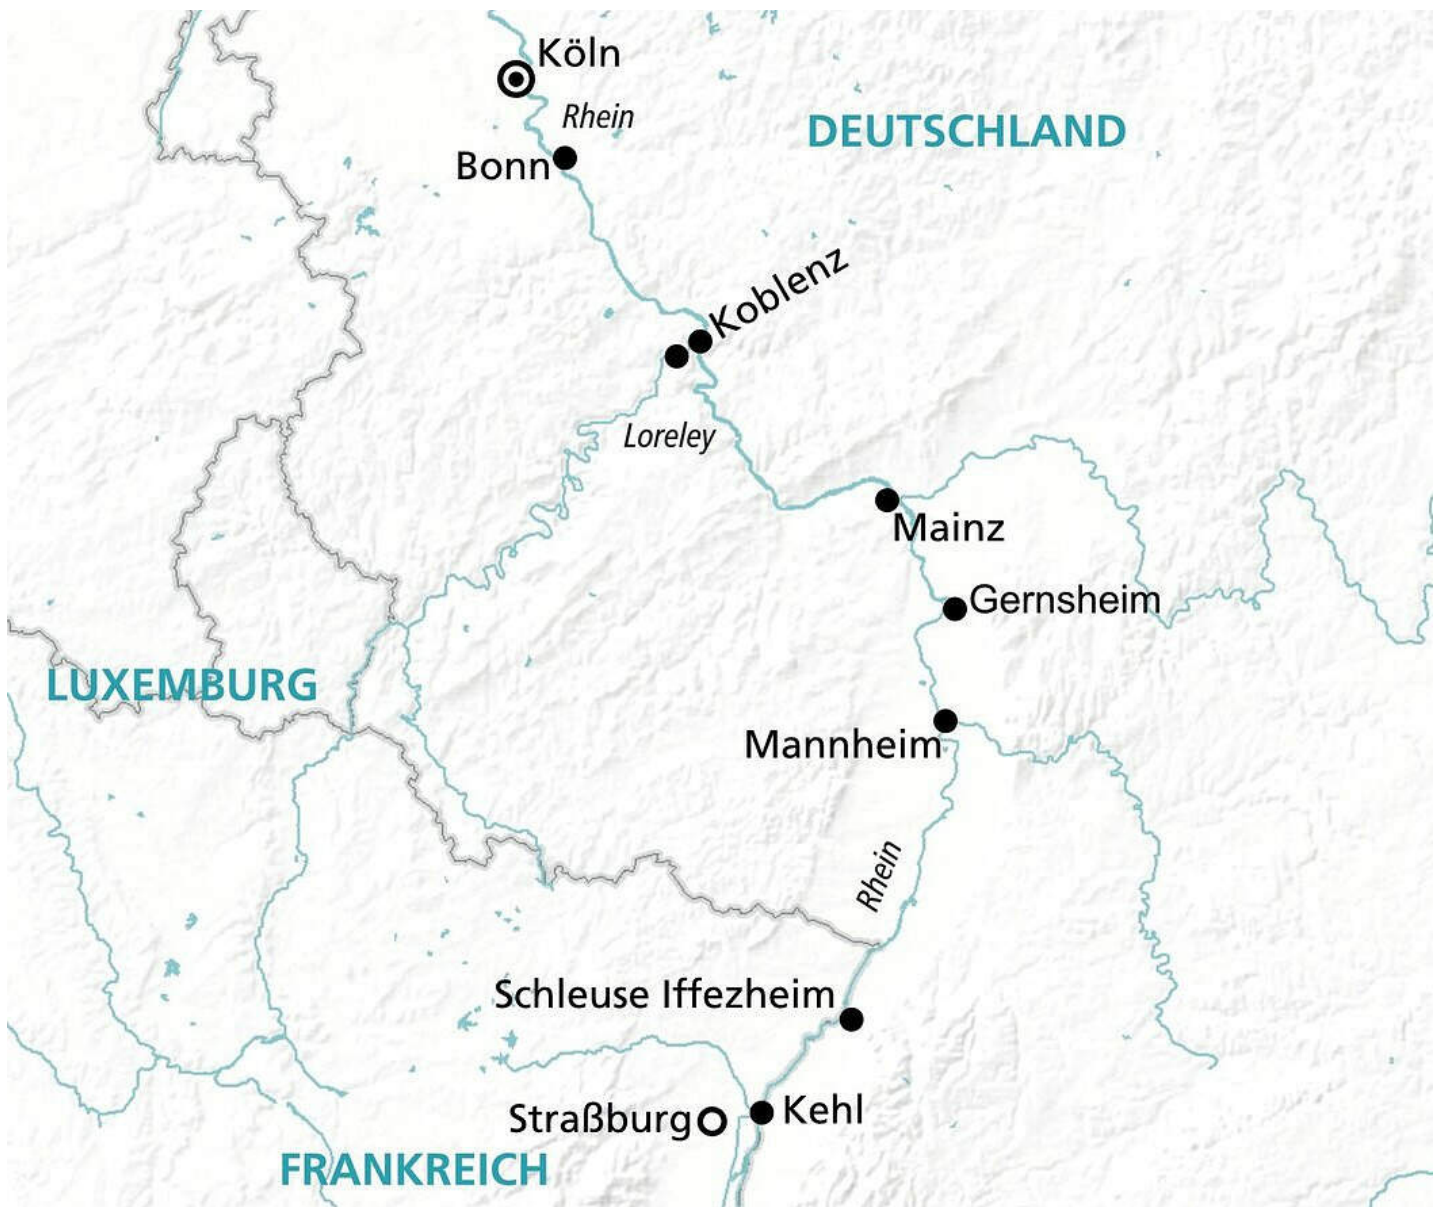 Köln
Rhein
DEUTSCHLAND
Bonn
Koblenz
Loreley
Mainz
Gernsheim
LUXEMBURG
Mannheim
Rhein
Schleuse Iffezheim
Straßburg
Kehl
FRANKREICH